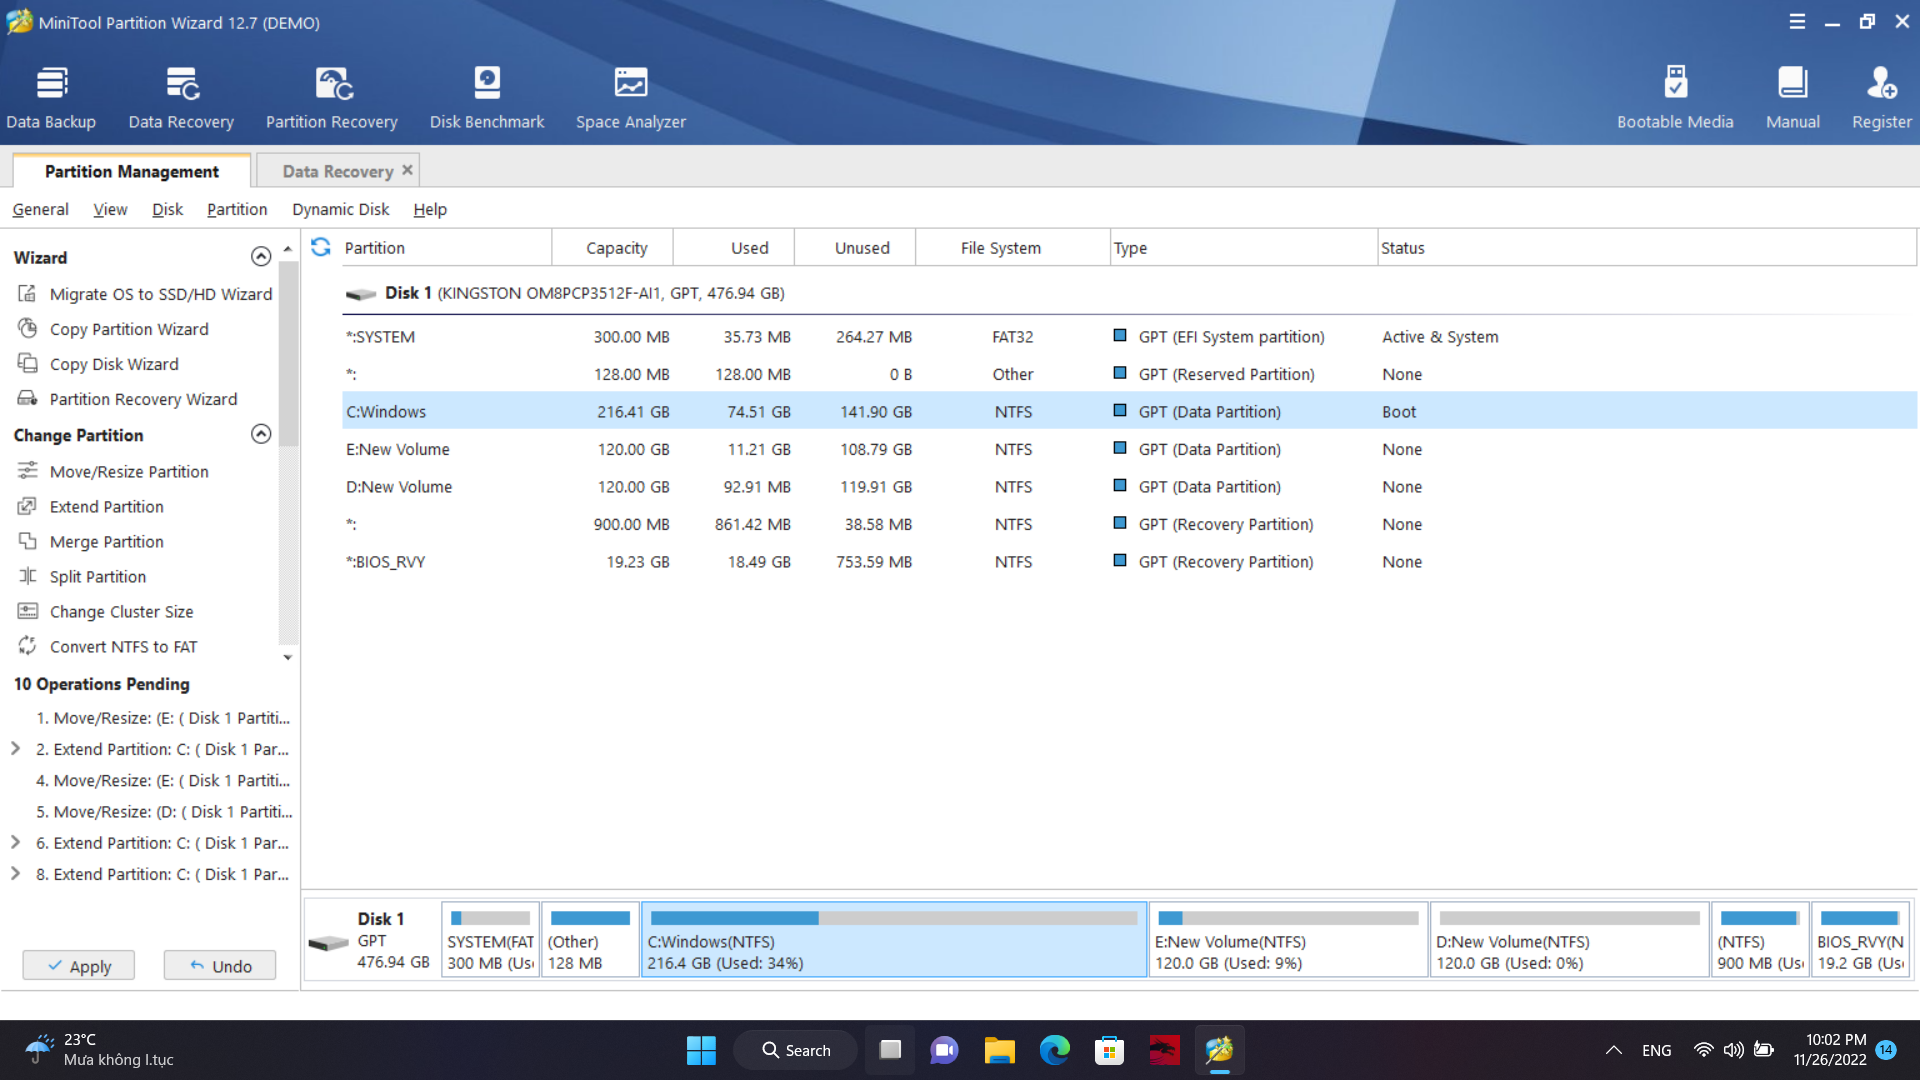 MiniTool Partition Wizard 12.7 (DEMO)
Data Backup
Data Recovery
Partition Recovery
Disk Benchmark
Space Analyzer
Bootable Media
Manual
Register
Partition Management
Data Recovery
General View Disk Partition Dynamic Disk Help
Wizard
Migrate OS to SSD/HD Wizard
Copy Partition Wizard
Copy Disk Wizard
Partition Recovery Wizard
Change Partition
Move/Resize Partition
Extend Partition
Merge Partition
Split Partition
Change Cluster Size
Convert NTFS to FAT
10 Operations Pending
1. Move/Resize: (E: ( Disk 1 Partiti...
2. Extend Partition: C: ( Disk 1 Par...
4. Move/Resize: (E: ( Disk 1 Partiti...
5. Move/Resize: (D: ( Disk 1 Partiti...
6. Extend Partition: C: ( Disk 1 Par...
8. Extend Partition: C: ( Disk 1 Par...
Apply
Undo
Partition Capacity Used Unused File System Type Status
Disk 1 (KINGSTON OM8PCP3512F-AI1, GPT, 476.94 GB)
*:SYSTEM 300.00 MB 35.73 MB 264.27 MB FAT32 GPT (EFI System partition) Active & System
*: 128.00 MB 128.00 MB 0 B Other GPT (Reserved Partition) None
C:Windows 216.41 GB 74.51 GB 141.90 GB NTFS GPT (Data Partition) Boot
E:New Volume 120.00 GB 11.21 GB 108.79 GB NTFS GPT (Data Partition) None
D:New Volume 120.00 GB 92.91 MB 119.91 GB NTFS GPT (Data Partition) None
*: 900.00 MB 861.42 MB 38.58 MB NTFS GPT (Recovery Partition) None
*:BIOS_RVY 19.23 GB 18.49 GB 753.59 MB NTFS GPT (Recovery Partition) None
Disk 1
GPT
476.94 GB
SYSTEM(FAT
300 MB (Us
(Other)
128 MB
C:Windows(NTFS)
216.4 GB (Used: 34%)
E:New Volume(NTFS)
120.0 GB (Used: 9%)
D:New Volume(NTFS)
120.0 GB (Used: 0%)
(NTFS)
900 MB (Us
BIOS_RVY(N
19.2 GB (Us
23°C
Mưa không l.tục
Search
ENG
10:02 PM
11/26/2022
14